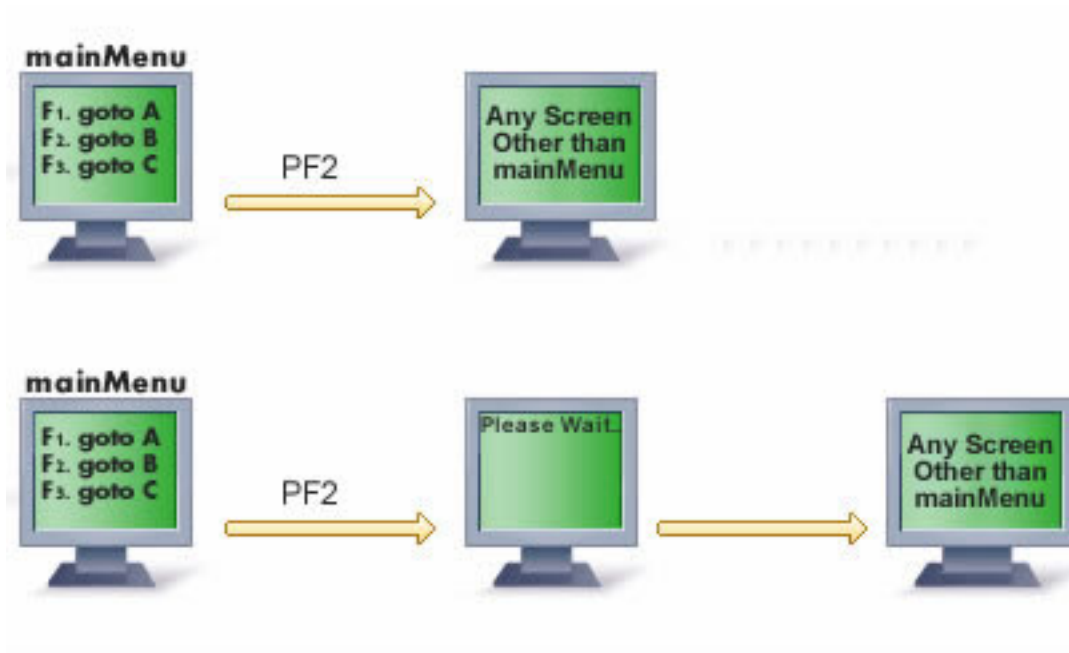 mainMenu
F1. goto A
F2. goto B
F3. goto C
PF2
Any Screen
Other than
mainMenu
mainMenu
F1. goto A
F2. goto B
F3. goto C
PF2
Please Wait..
Any Screen
Other than
mainMenu